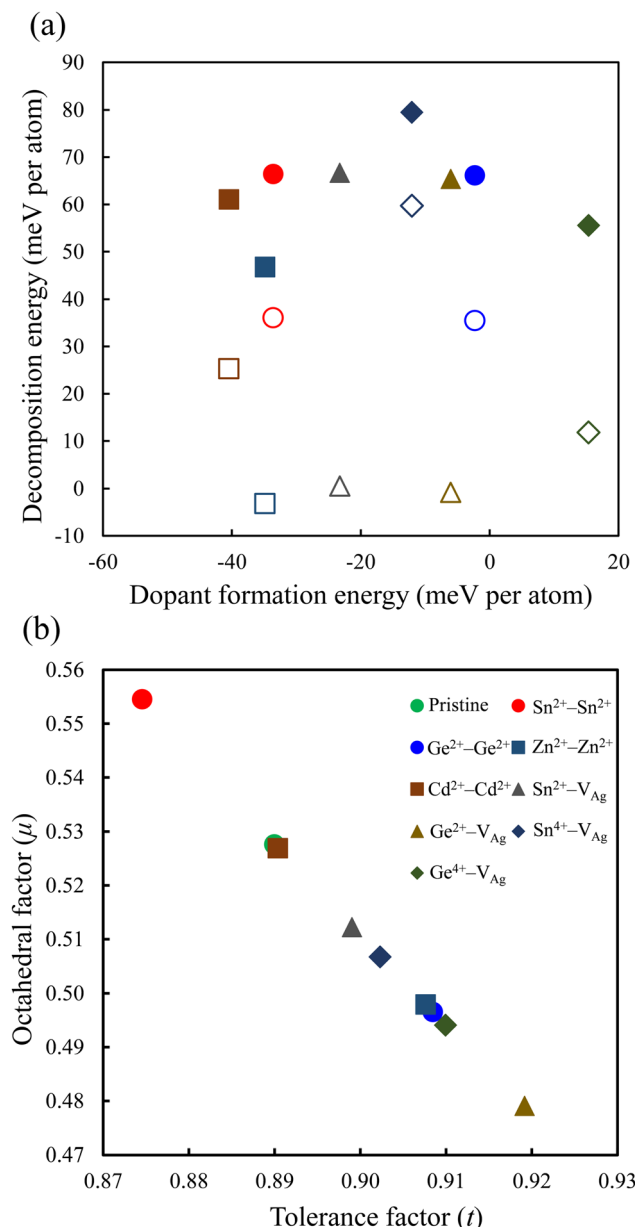 (a)
Decomposition energy (meV per atom)
90
80
70
60
50
40
30
20
10
0
-10
-60
-40
-20
0
20
Dopant formation energy (meV per atom)
(b)
Octahedral factor (μ)
0.56
0.55
0.54
0.53
0.52
0.51
0.50
0.49
0.48
0.47
Pristine
Sn²⁺–Sn²⁺
Ge²⁺–Ge²⁺
Zn²⁺–Zn²⁺
Cd²⁺–Cd²⁺
Sn²⁺–V_Ag
Ge²⁺–V_Ag
Sn⁴⁺–V_Ag
Ge⁴⁺–V_Ag
0.87
0.88
0.89
0.90
0.91
0.92
0.93
Tolerance factor (t)